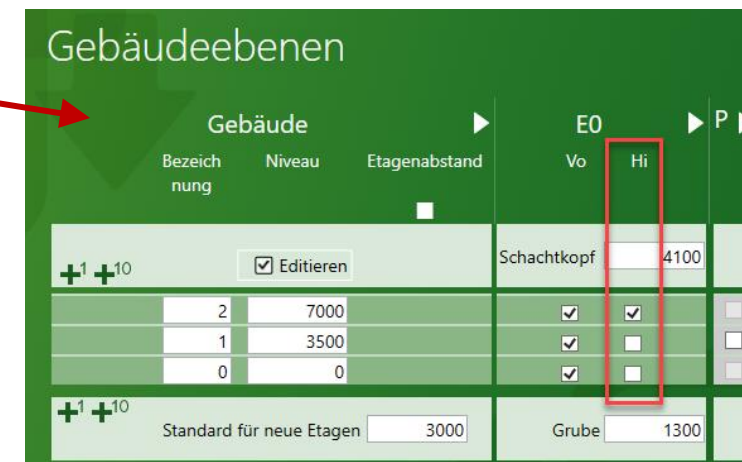 Gebäudeebenen
Gebäude E0 P
Bezeich Niveau Etagenabstand Vo Hi
nung
+1 +10 Editieren Schachtkopf 4100
2 7000
1 3500
0 0
+1 +10
Standard für neue Etagen 3000 Grube 1300